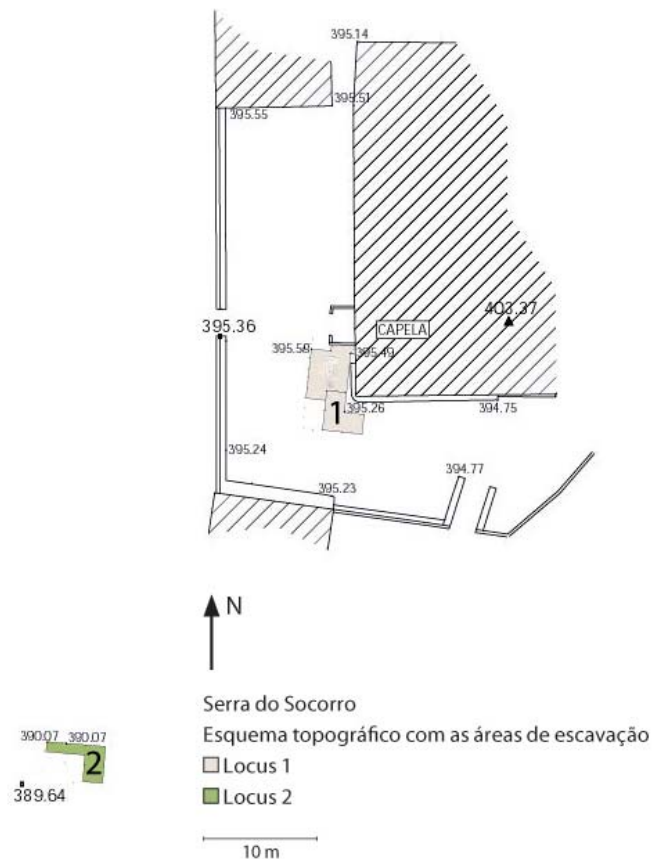 395.14
395.51
395.55
403.37
395.36
CAPELA
395.59
395.49
1
395.26
394.75
395.24
394.77
395.23
N
Serra do Socorro
Esquema topográfico com as áreas de escavação
Locus 1
Locus 2
390.07 390.07
2
389.64
10 m